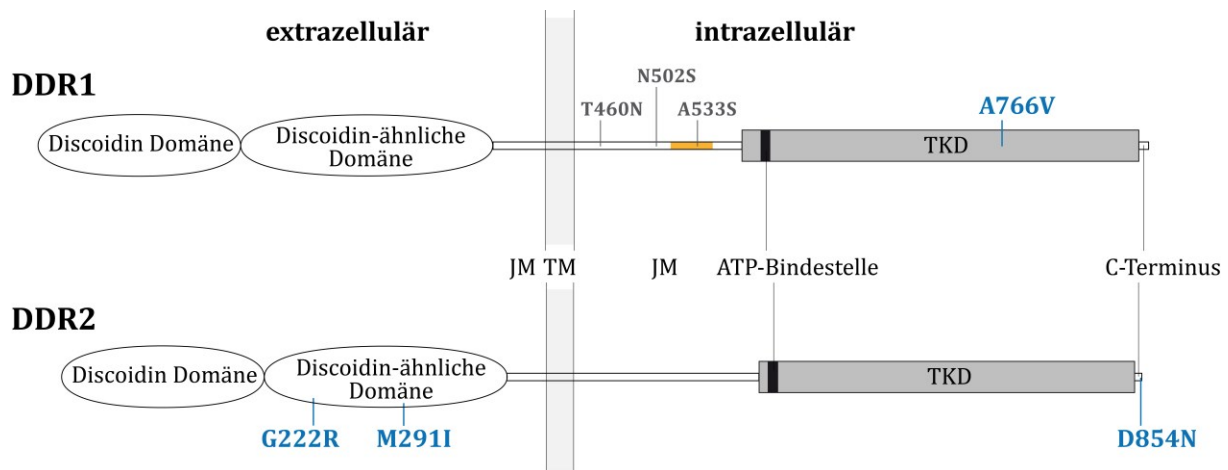 extrazellulär
intrazellulär
DDR1
N502S
T460N
A533S
A766V
Discoidin Domäne
Discoidin-ähnliche
Domäne
TKD
JM
TM
JM
ATP-Bindestelle
C-Terminus
DDR2
Discoidin Domäne
Discoidin-ähnliche
Domäne
TKD
G222R
M291I
D854N